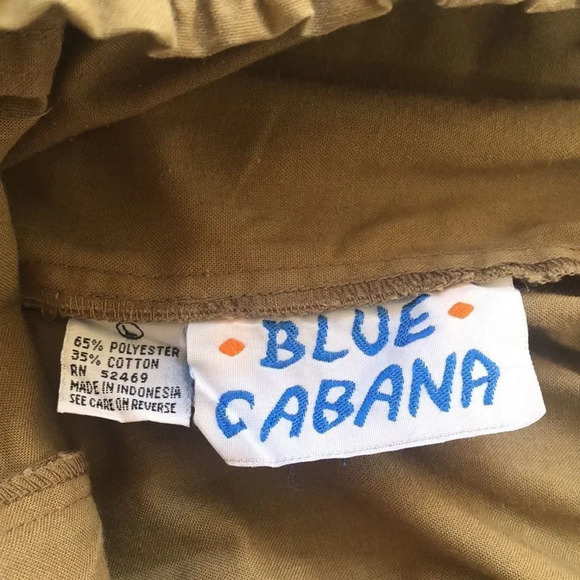 L
65% POLYESTER
35% COTTON
RN 52469
MADE IN INDONESIA
SEE CARE ON REVERSE
BLUE
CABANA